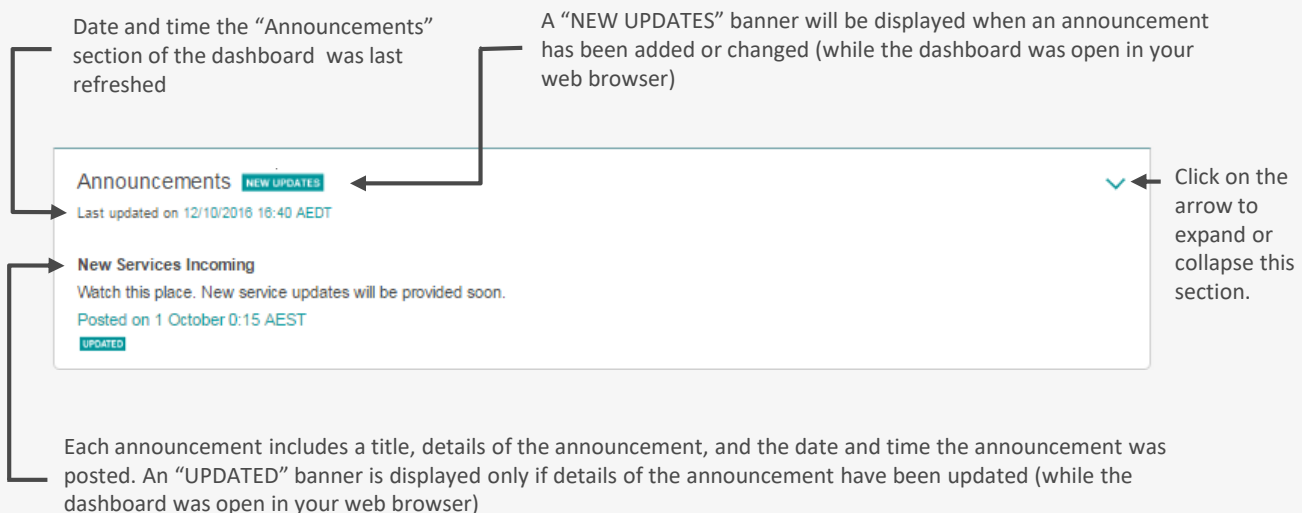 Date and time the “Announcements”
section of the dashboard was last
refreshed
A “NEW UPDATES” banner will be displayed when an announcement
has been added or changed (while the dashboard was open in your
web browser)
Announcements NEW UPDATES
Last updated on 12/10/2016 16:40 AEDT
Click on the
arrow to
expand or
collapse this
section.
New Services Incoming
Watch this place. New service updates will be provided soon.
Posted on 1 October 0:15 AEST
UPDATED
Each announcement includes a title, details of the announcement, and the date and time the announcement was
posted. An “UPDATED” banner is displayed only if details of the announcement have been updated (while the
dashboard was open in your web browser)